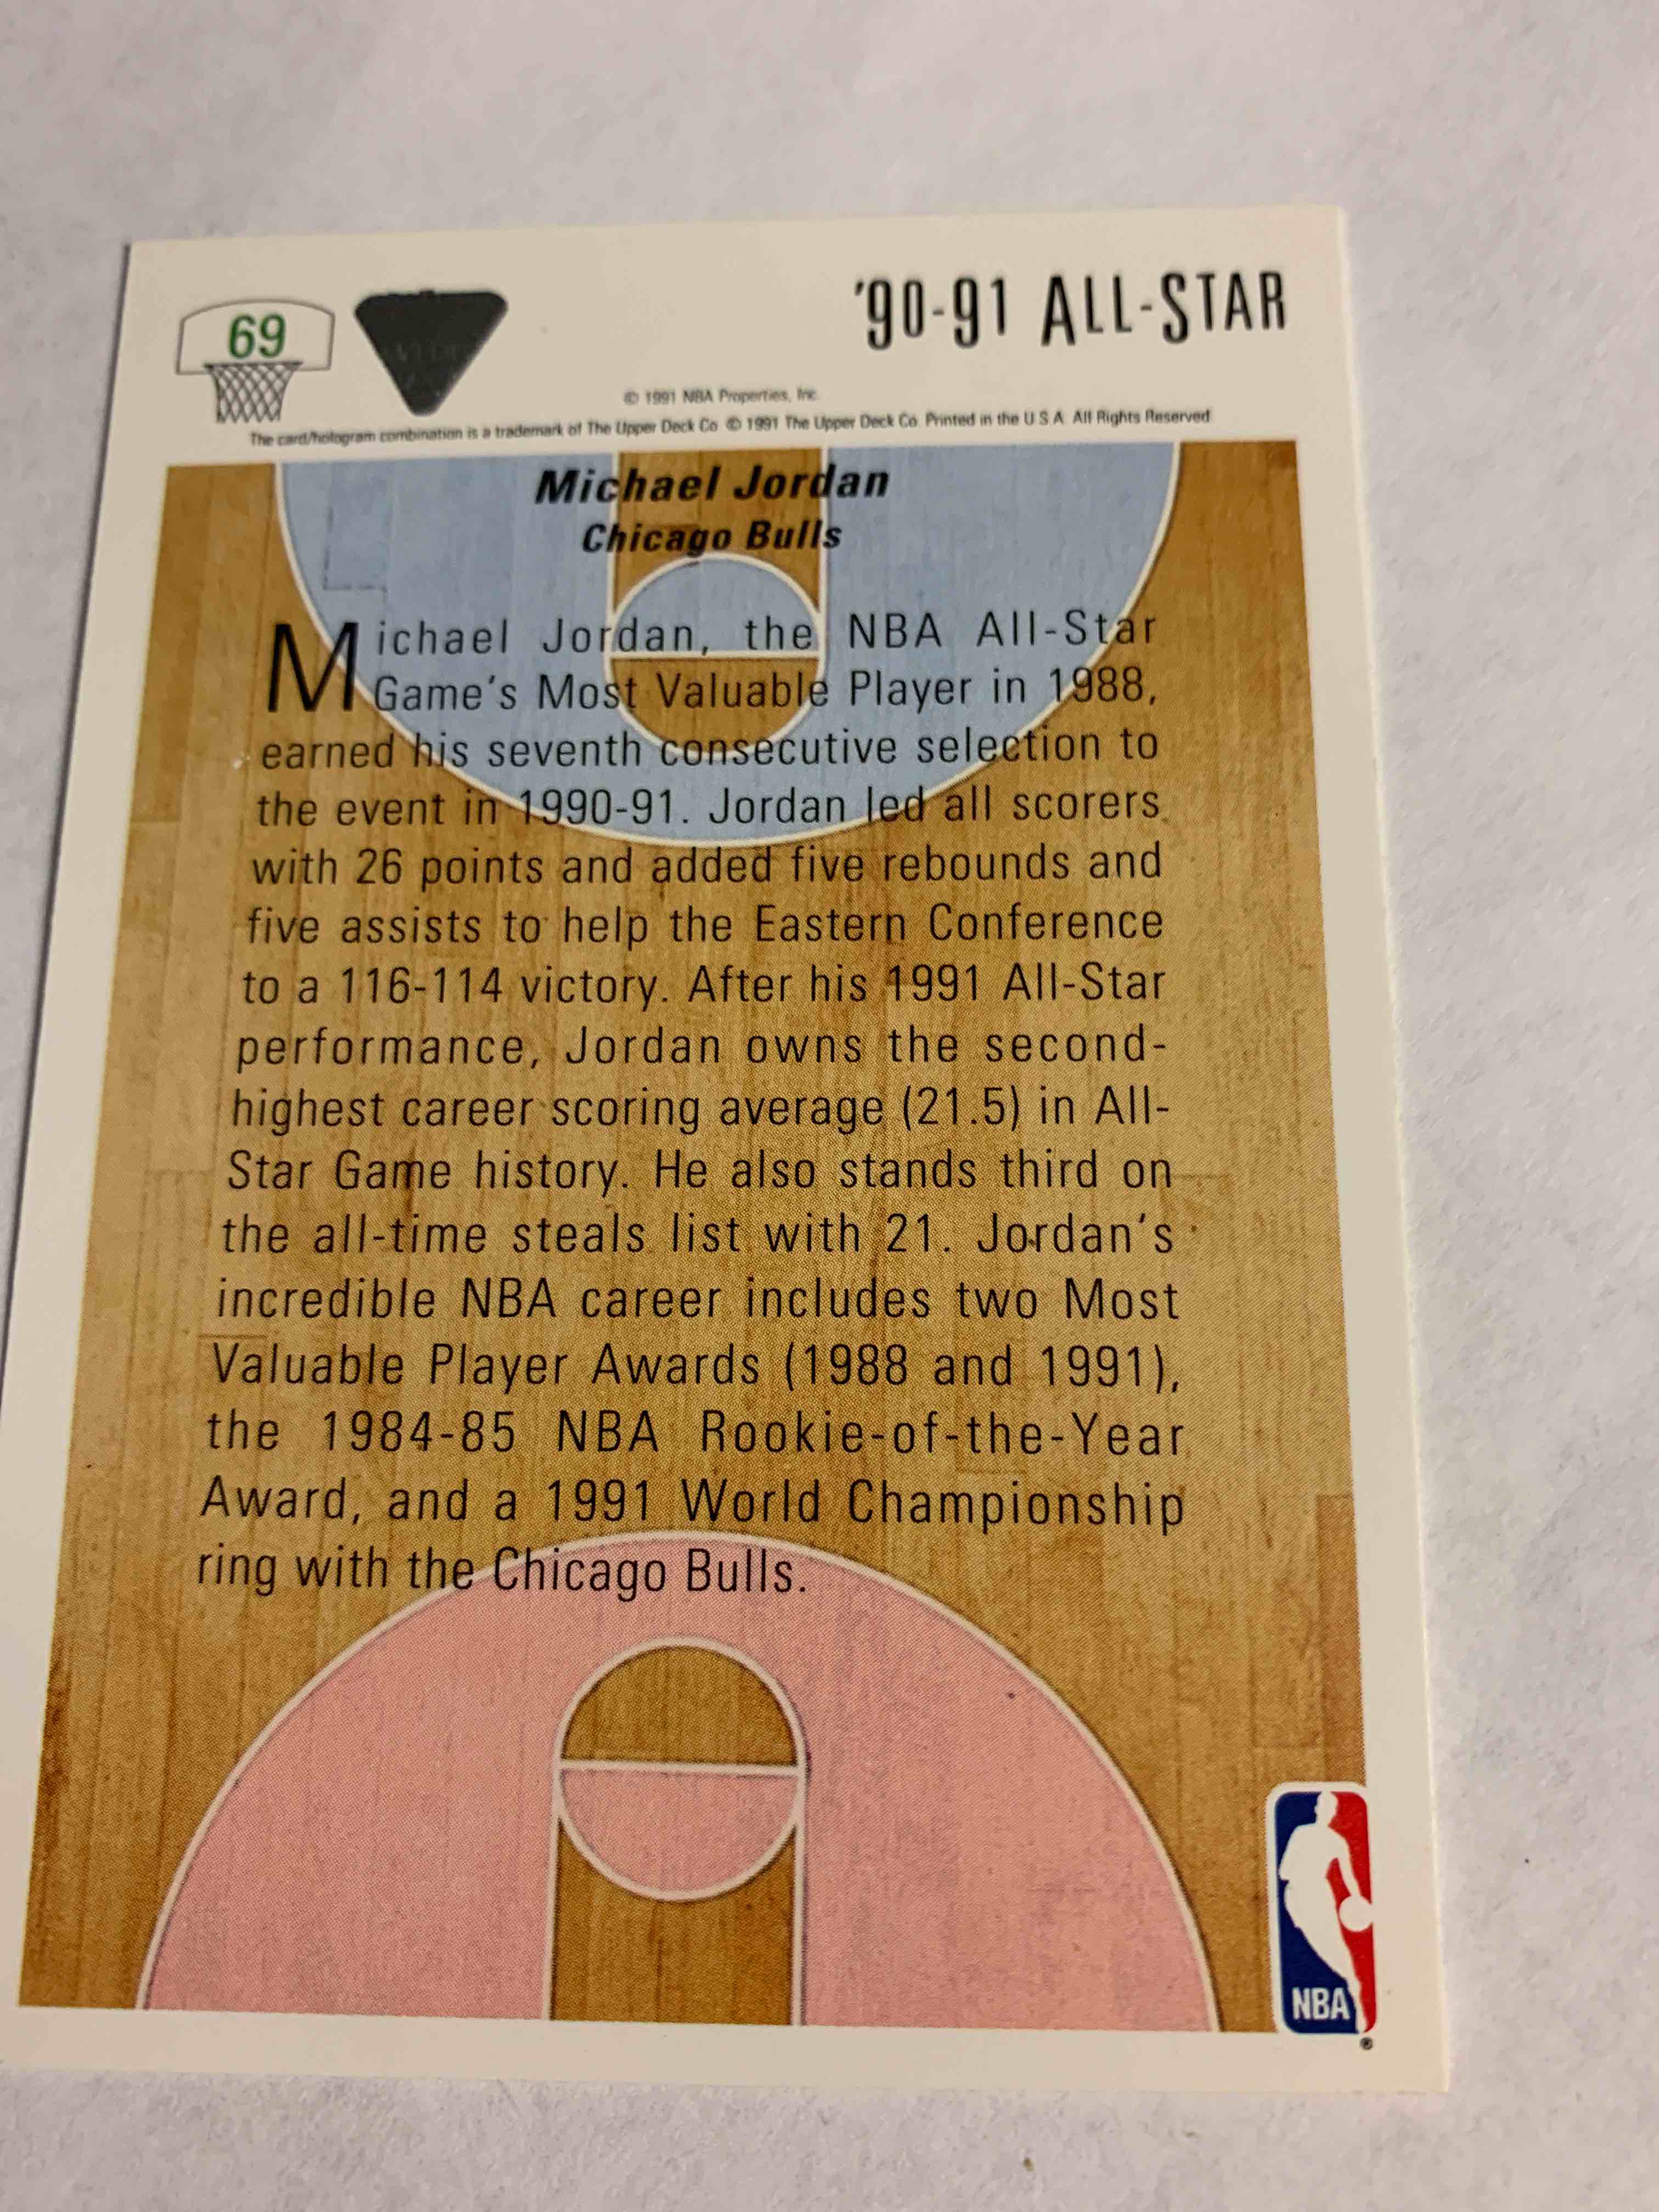 69
'90-91 ALL-STAR
© 1991 NBA Properties, Inc.
The card/hologram combination is a trademark of The Upper Deck Co. © 1991 The Upper Deck Co. Printed in the U.S.A. All Rights Reserved
Michael Jordan
Chicago Bulls
Michael Jordan, the NBA All-Star
Game's Most Valuable Player in 1988,
earned his seventh consecutive selection to
the event in 1990-91. Jordan led all scorers
with 26 points and added five rebounds and
five assists to help the Eastern Conference
to a 116-114 victory. After his 1991 All-Star
performance, Jordan owns the second-
highest career scoring average (21.5) in All-
Star Game history. He also stands third on
the all-time steals list with 21. Jordan's
incredible NBA career includes two Most
Valuable Player Awards (1988 and 1991),
the 1984-85 NBA Rookie-of-the-Year
Award, and a 1991 World Championship
ring with the Chicago Bulls.
NBA
®